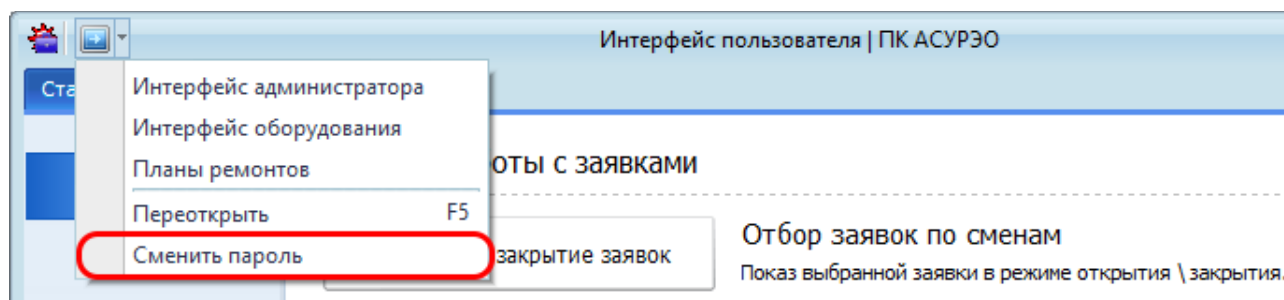 Интерфейс пользователя | ПК АСУРЭО
Ста
Интерфейс администратора
Интерфейс оборудования
Планы ремонтов
Переоткрыть F5
Сменить пароль
оты с заявками
закрытие заявок
Отбор заявок по сменам
Показ выбранной заявки в режиме открытия \ закрытия.